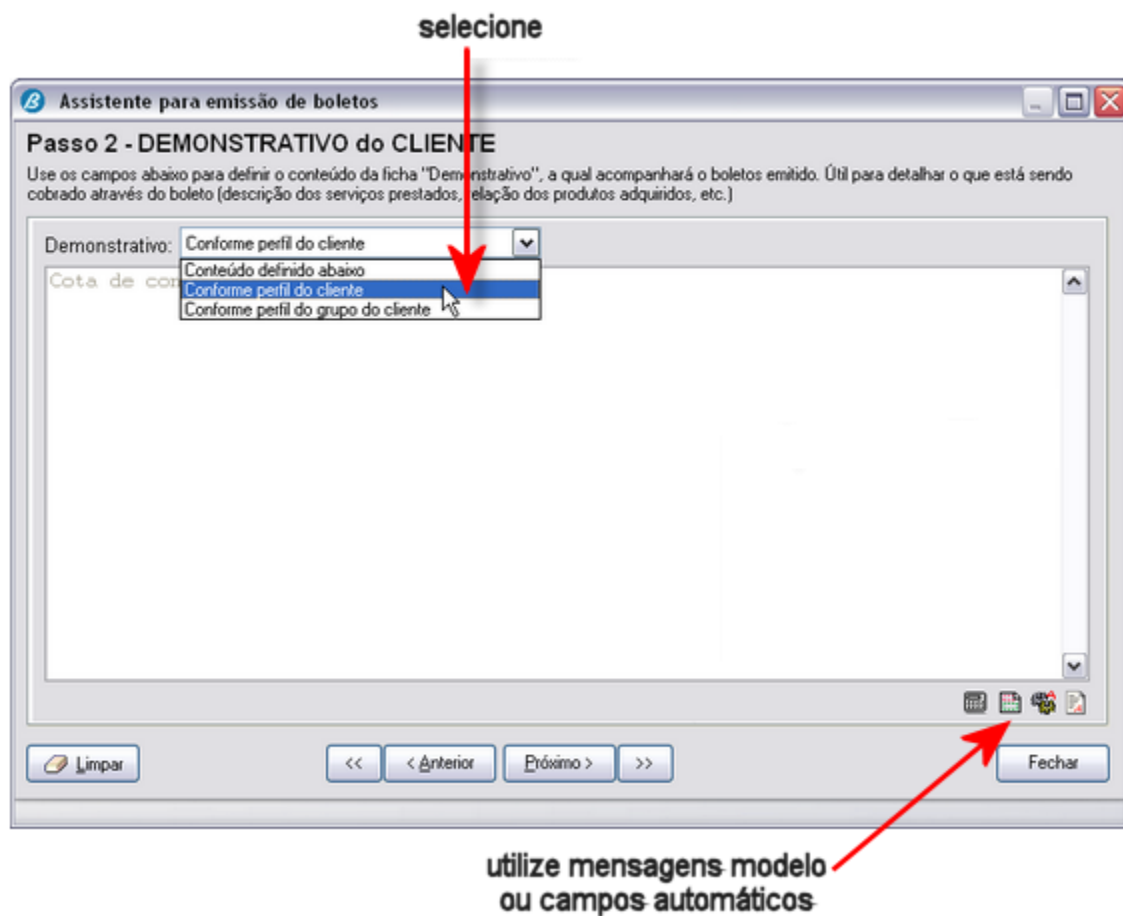 selecione
Assistente para emissão de boletos
Passo 2 - DEMONSTRATIVO do CLIENTE
Use os campos abaixo para definir o conteúdo da ficha "Demonstrativo", a qual acompanhará o boletos emitido. Útil para detalhar o que está sendo
cobrado através do boleto (descrição dos serviços prestados, relação dos produtos adquiridos, etc.)
Demonstrativo: Conforme perfil do cliente
Conteúdo definido abaixo
Cota de con
Conforme perfil do cliente
Conforme perfil do grupo do cliente
Limpar
<<
< Anterior
Próximo >
>>
Fechar
utilize mensagens modelo
ou campos automáticos